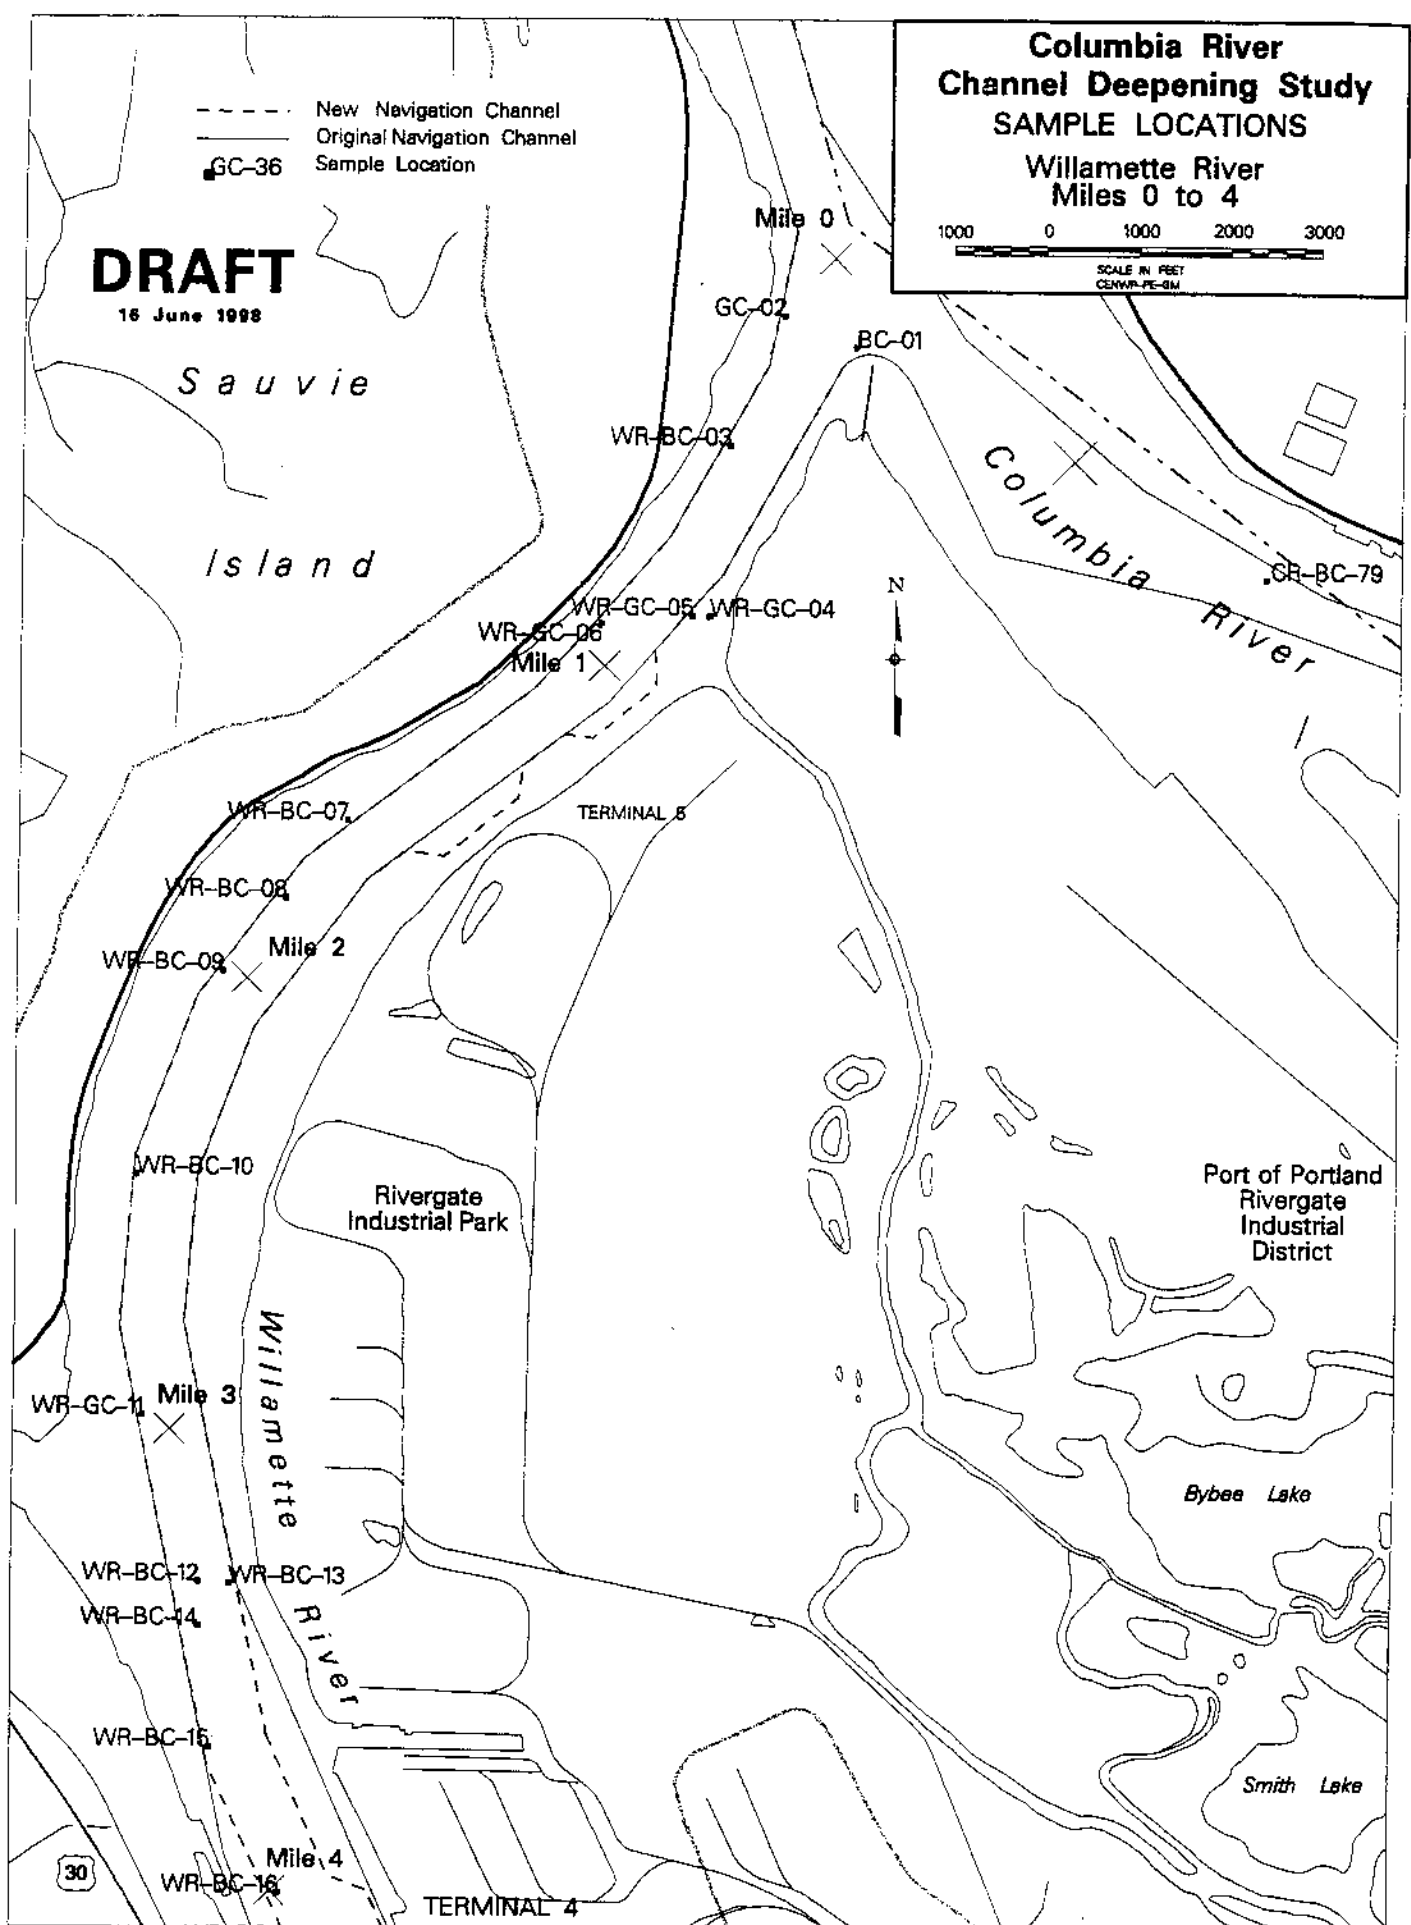 Columbia River
Channel Deepening Study
SAMPLE LOCATIONS
Willamette River
Miles 0 to 4
1000 0 1000 2000 3000
SCALE IN FEET
CENWP-PE-GM
New Navigation Channel
Original Navigation Channel
GC-36 Sample Location
DRAFT
16 June 1998
Mile 0
GC-02
BC-01
Sauvie
WR-BC-03
Columbia River
Island
CR-BC-79
N
WR-GC-05
WR-GC-04
WR-GC-06
Mile 1
WR-BC-07
TERMINAL 5
WR-BC-08
Mile 2
WR-BC-09
WR-BC-10
Rivergate
Industrial Park
Port of Portland
Rivergate
Industrial
District
Willamette River
WR-GC-11
Mile 3
Bybee Lake
WR-BC-12
WR-BC-13
WR-BC-14
WR-BC-15
Smith Lake
Mile 4
30
WR-BC-16
TERMINAL 4